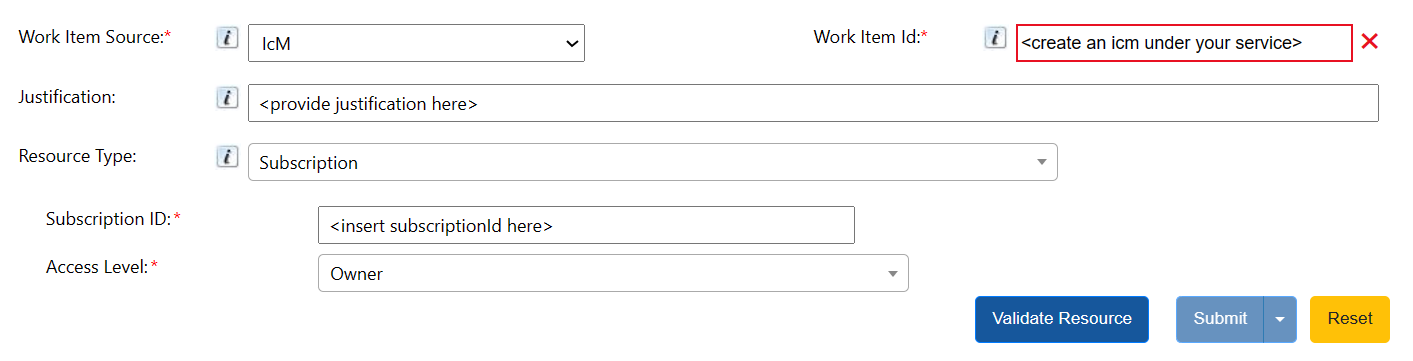 Work Item Source:* i IcM Work Item Id:* i <create an icm under your service>
Justification: i <provide justification here>
Resource Type: i Subscription
Subscription ID:* <insert subscriptionId here>
Access Level:* Owner
Validate Resource Submit Reset